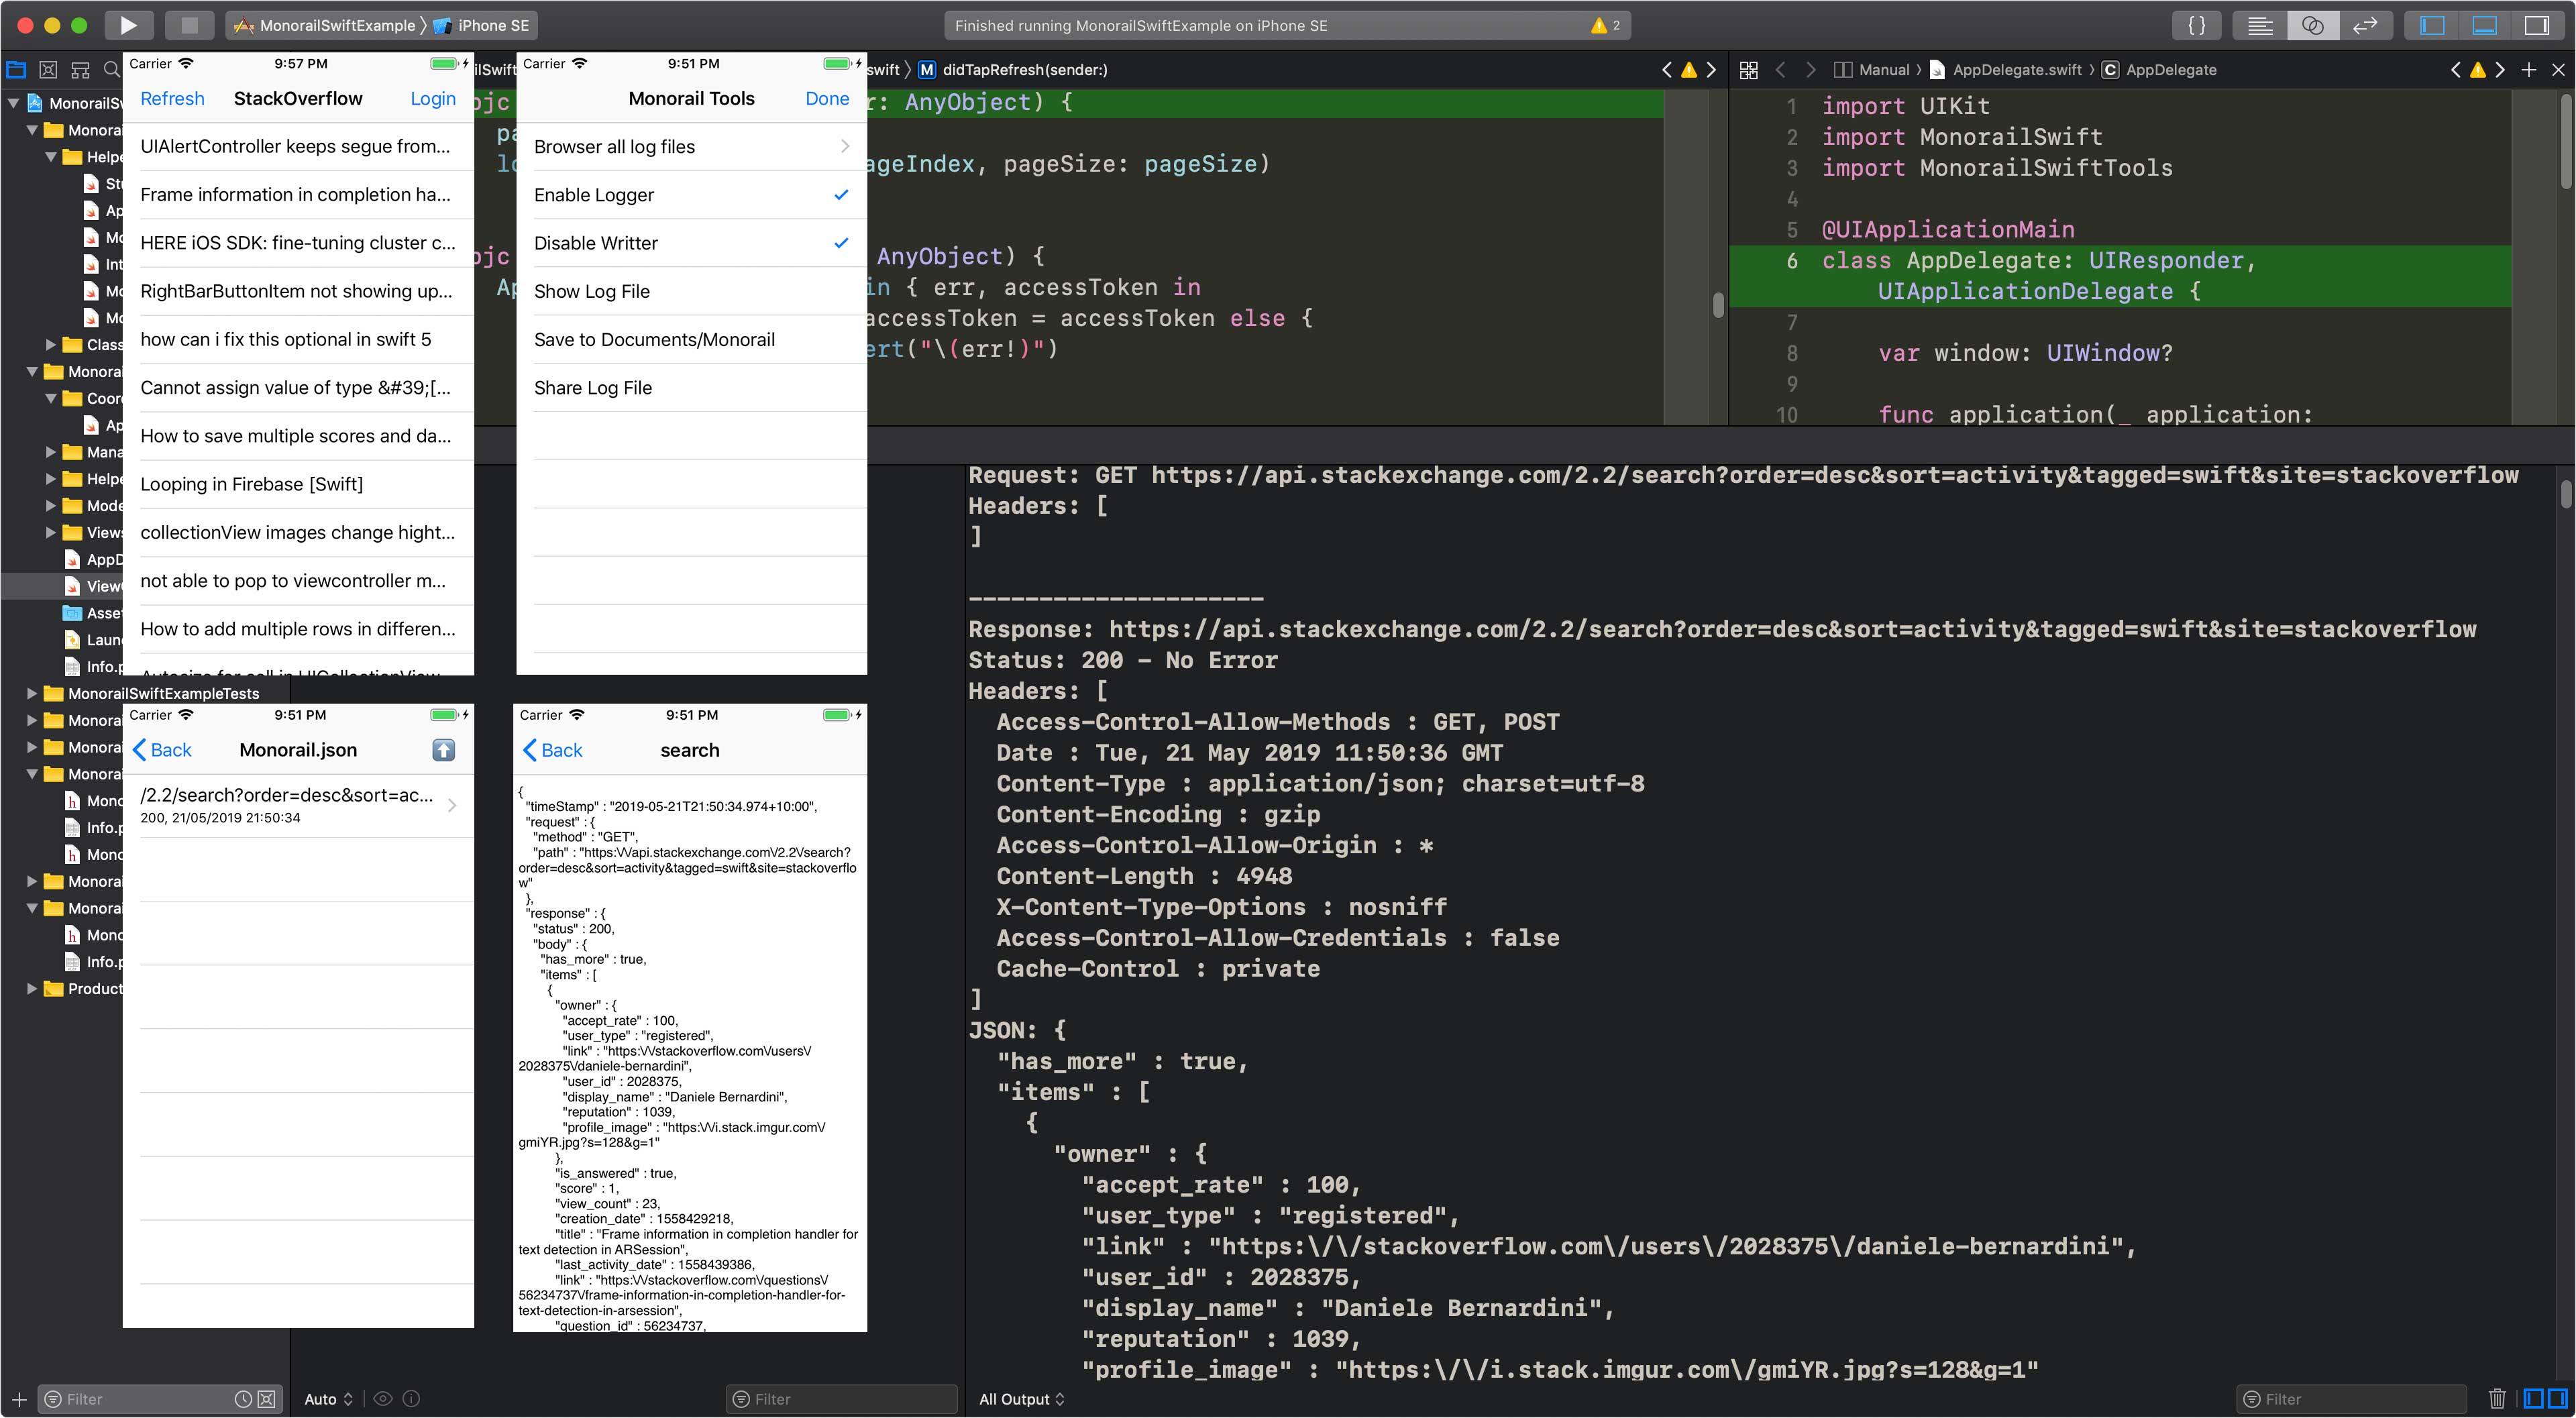 MonorailSwiftExample 〉 iPhone SE
Finished running MonorailSwiftExample on iPhone SE
2
{ }
Carrier 9:57 PM
Refresh StackOverflow Login
UIAlertController keeps segue from...
Frame information in completion ha...
HERE iOS SDK: fine-tuning cluster c...
RightBarButtonItem not showing up...
how can i fix this optional in swift 5
Cannot assign value of type &#39;[...
How to save multiple scores and da...
Looping in Firebase [Swift]
collectionView images change hight...
not able to pop to viewcontroller m...
How to add multiple rows in differen...
Carrier 9:51 PM
Monorail Tools Done
Browser all log files
Enable Logger
Disable Writter
Show Log File
Save to Documents/Monorail
Share Log File
swift 〉 M didTapRefresh(sender:)
r: AnyObject) {
ageIndex, pageSize: pageSize)
AnyObject) {
in { err, accessToken in
accessToken = accessToken else {
ert("\(err!)")
Manual 〉 AppDelegate.swift 〉 C AppDelegate
1 import UIKit
2 import MonorailSwift
3 import MonorailSwiftTools
4
5 @UIApplicationMain
6 class AppDelegate: UIResponder,
UIApplicationDelegate {
7
8 var window: UIWindow?
9
10 func application(_ application:
MonorailSw
Monorai
Helpe
St
Ap
Mo
Int
Mo
Mo
Class
Monorai
Coor
Ap
Mana
Helpe
Mode
Views
AppD
View
Asset
Laun
Info.p
MonorailSwiftExampleTests
Monorai
Monorai
Monorai
Mono
Info.p
Mono
Monorai
Monorai
Mono
Info.p
Product
Carrier 9:51 PM
Back Monorail.json
/2.2/search?order=desc&sort=ac...
200, 21/05/2019 21:50:34
Carrier 9:51 PM
Back search
{
"timeStamp" : "2019-05-21T21:50:34.974+10:00",
"request" : {
"method" : "GET",
"path" : "https:\/\/api.stackexchange.com\/2.2\/search?
order=desc&sort=activity&tagged=swift&site=stackoverflo
w"
},
"response" : {
"status" : 200,
"body" : {
"has_more" : true,
"items" : [
{
"owner" : {
"accept_rate" : 100,
"user_type" : "registered",
"link" : "https:\/\/stackoverflow.com\/users\/
2028375\/daniele-bernardini",
"user_id" : 2028375,
"display_name" : "Daniele Bernardini",
"reputation" : 1039,
"profile_image" : "https:\/\/i.stack.imgur.com\/
gmiYR.jpg?s=128&g=1"
},
"is_answered" : true,
"score" : 1,
"view_count" : 23,
"creation_date" : 1558429218,
"title" : "Frame information in completion handler for
text detection in ARSession",
"last_activity_date" : 1558439386,
"link" : "https:\/\/stackoverflow.com\/questions\/
56234737\/frame-information-in-completion-handler-for-
text-detection-in-arsession",
"question_id" : 56234737,
Request: GET https://api.stackexchange.com/2.2/search?order=desc&sort=activity&tagged=swift&site=stackoverflow
Headers: [
]
---------------------
Response: https://api.stackexchange.com/2.2/search?order=desc&sort=activity&tagged=swift&site=stackoverflow
Status: 200 - No Error
Headers: [
Access-Control-Allow-Methods : GET, POST
Date : Tue, 21 May 2019 11:50:36 GMT
Content-Type : application/json; charset=utf-8
Content-Encoding : gzip
Access-Control-Allow-Origin : *
Content-Length : 4948
X-Content-Type-Options : nosniff
Access-Control-Allow-Credentials : false
Cache-Control : private
]
JSON: {
"has_more" : true,
"items" : [
{
"owner" : {
"accept_rate" : 100,
"user_type" : "registered",
"link" : "https:\/\/stackoverflow.com\/users\/2028375\/daniele-bernardini",
"user_id" : 2028375,
"display_name" : "Daniele Bernardini",
"reputation" : 1039,
"profile_image" : "https:\/\/i.stack.imgur.com\/gmiYR.jpg?s=128&g=1"
Filter
Auto
Filter
All Output
Filter